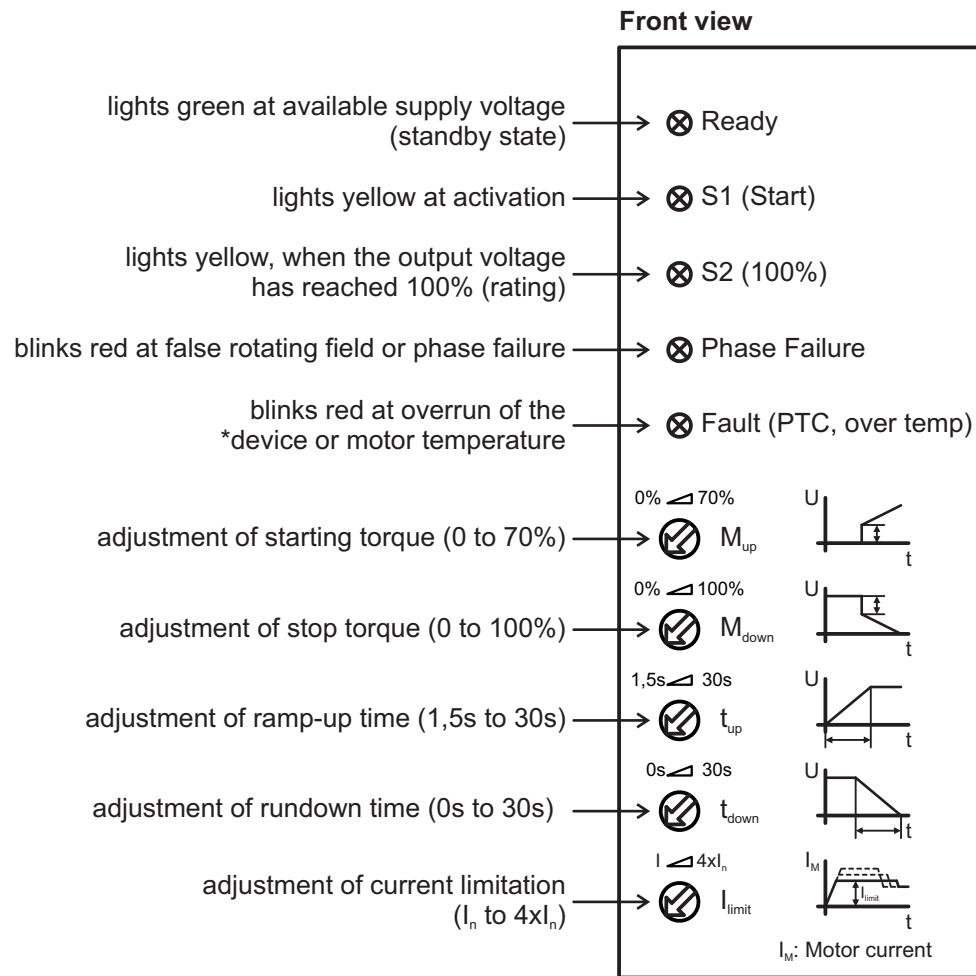 Front view
lights green at available supply voltage
(standby state)
Ready
lights yellow at activation
S1 (Start)
lights yellow, when the output voltage
has reached 100% (rating)
S2 (100%)
blinks red at false rotating field or phase failure
Phase Failure
blinks red at overrun of the
*device or motor temperature
Fault (PTC, over temp)
0% 70%
adjustment of starting torque (0 to 70%)
Mup
U
t
0% 100%
adjustment of stop torque (0 to 100%)
Mdown
U
t
1,5s 30s
adjustment of ramp-up time (1,5s to 30s)
tup
U
t
0s 30s
adjustment of rundown time (0s to 30s)
tdown
U
t
I 4xIn
adjustment of current limitation
(In to 4xIn)
Ilimit
IM
Ilimit
t
IM: Motor current